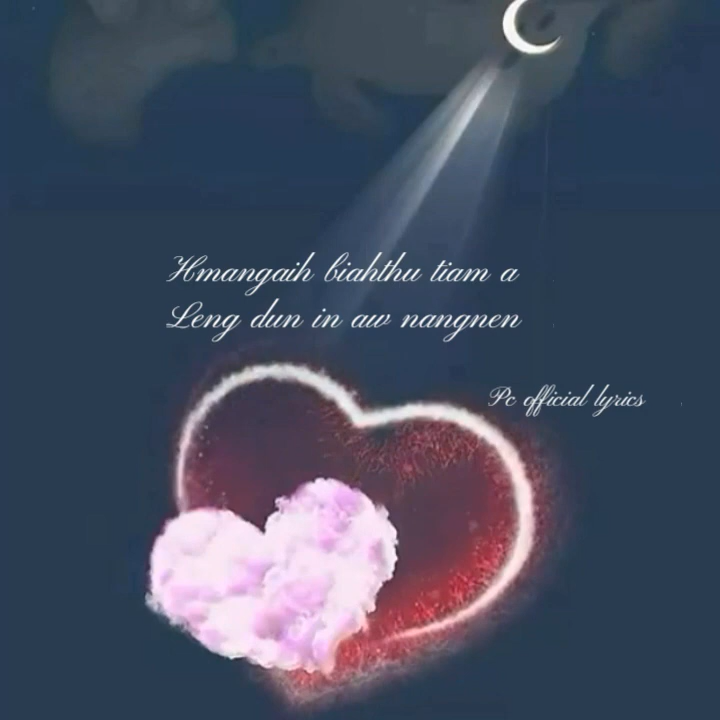 Hmangaih biahthu tiam a
Leng dun in aw nangnen
Pc official lyrics